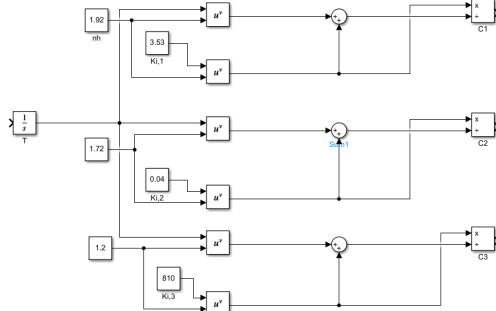 1.92
nh
u^v
+
+
x
÷
C1
3.53
Ki,1
u^v
1
s
T
u^v
+
+
x
÷
C2
1.72
Sum1
0.04
Ki,2
u^v
1.2
u^v
+
+
x
÷
C3
810
Ki,3
u^v